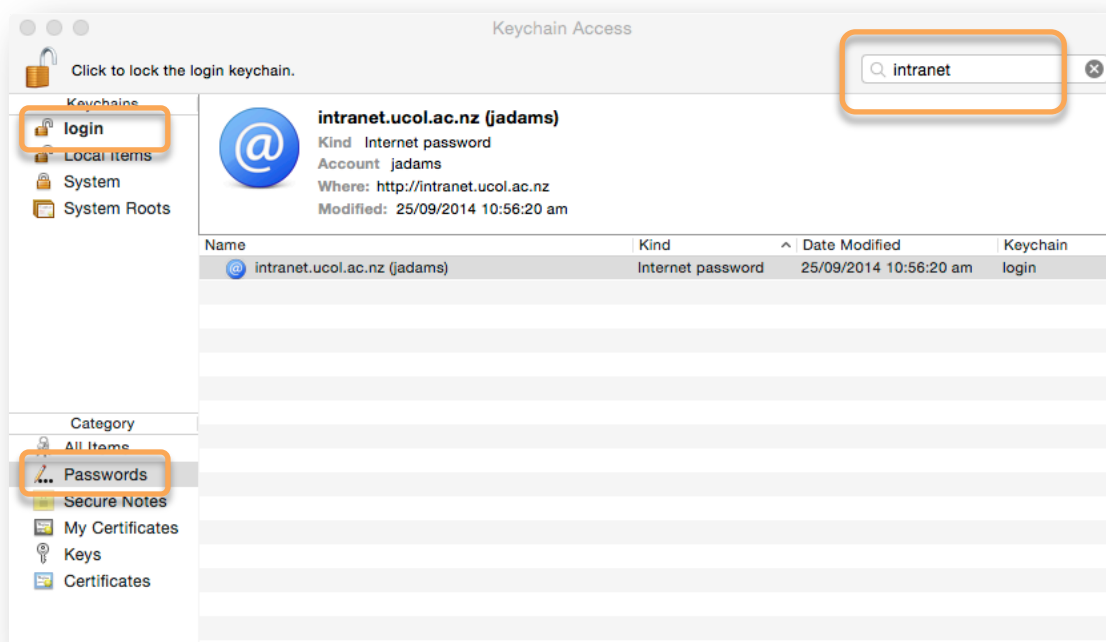 Keychain Access
Click to lock the login keychain.
intranet
Keychains
login
Local Items
System
System Roots
intranet.ucol.ac.nz (jadams)
Kind Internet password
Account jadams
Where: http://intranet.ucol.ac.nz
Modified: 25/09/2014 10:56:20 am
Name Kind Date Modified Keychain
intranet.ucol.ac.nz (jadams) Internet password 25/09/2014 10:56:20 am login
Category
All Items
Passwords
Secure Notes
My Certificates
Keys
Certificates